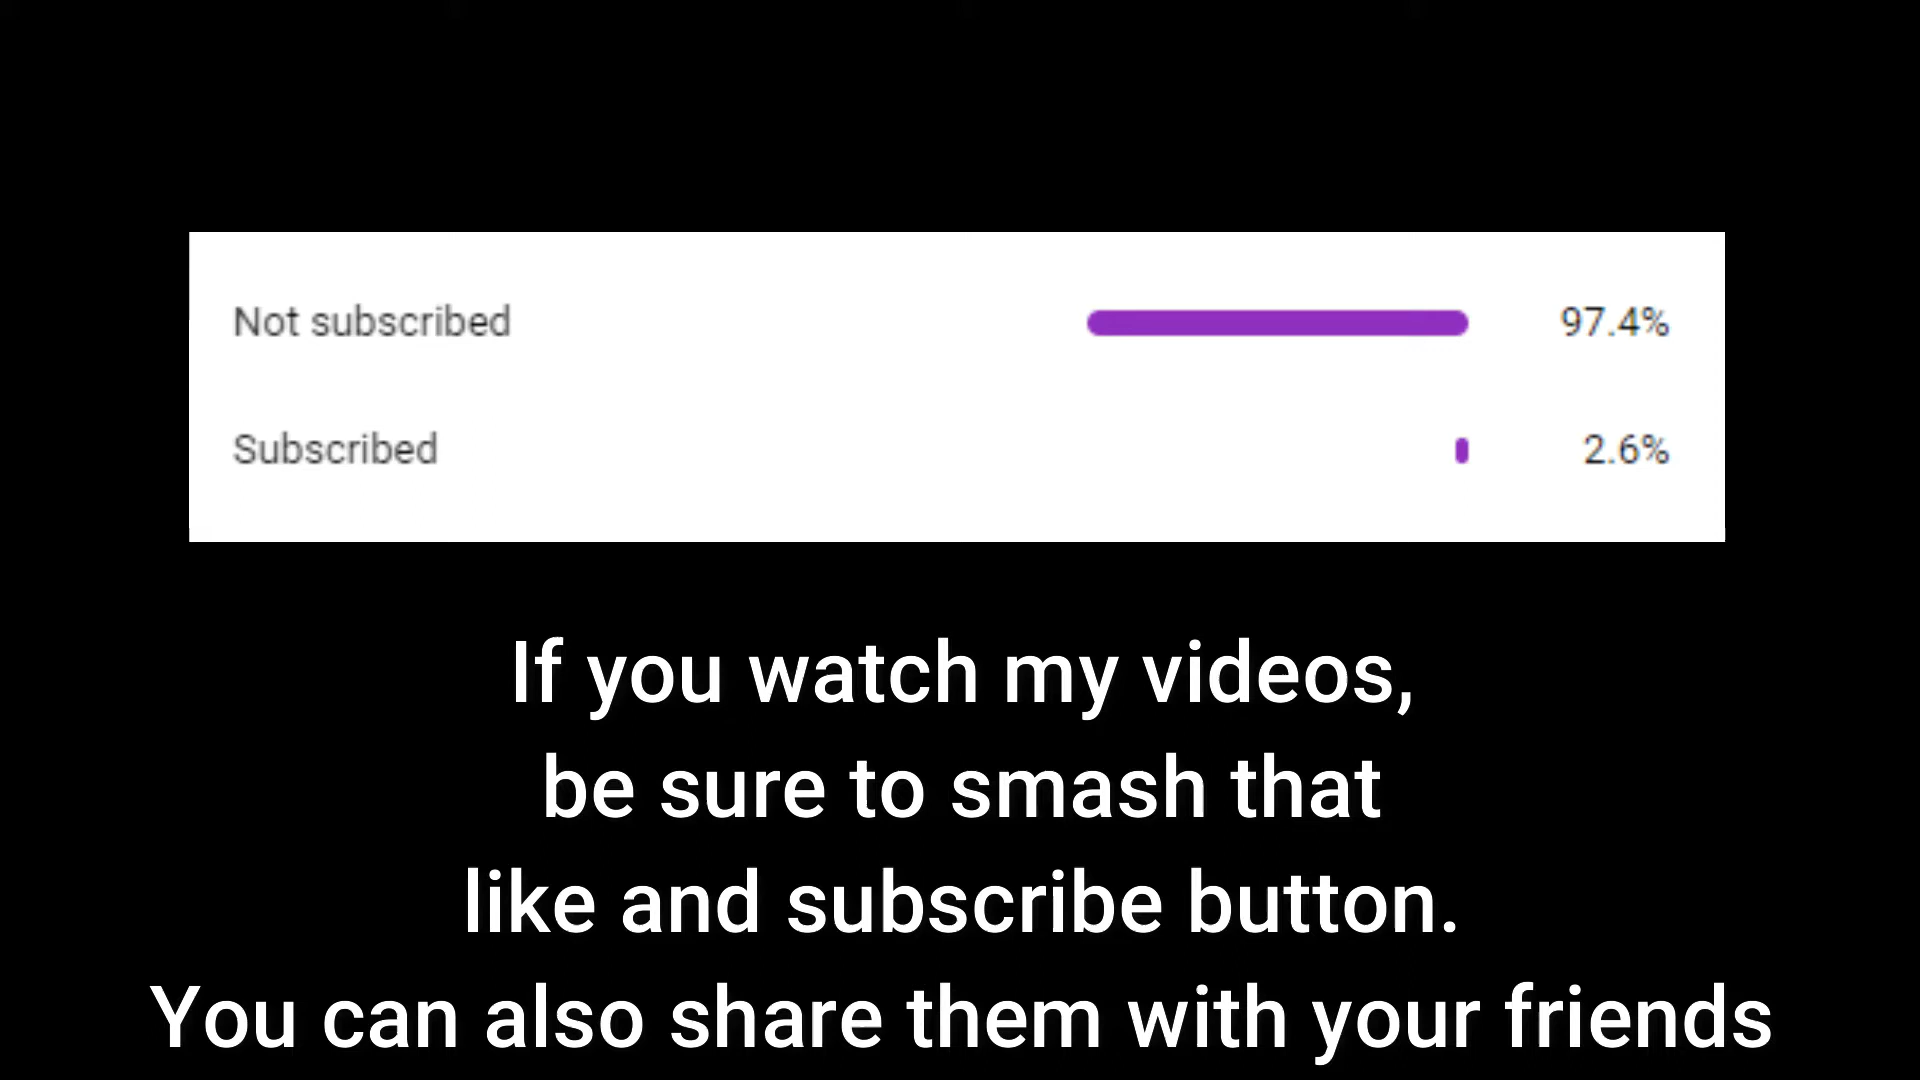 Not subscribed 97.4%
Subscribed 2.6%
If you watch my videos,
be sure to smash that
like and subscribe button.
You can also share them with your friends